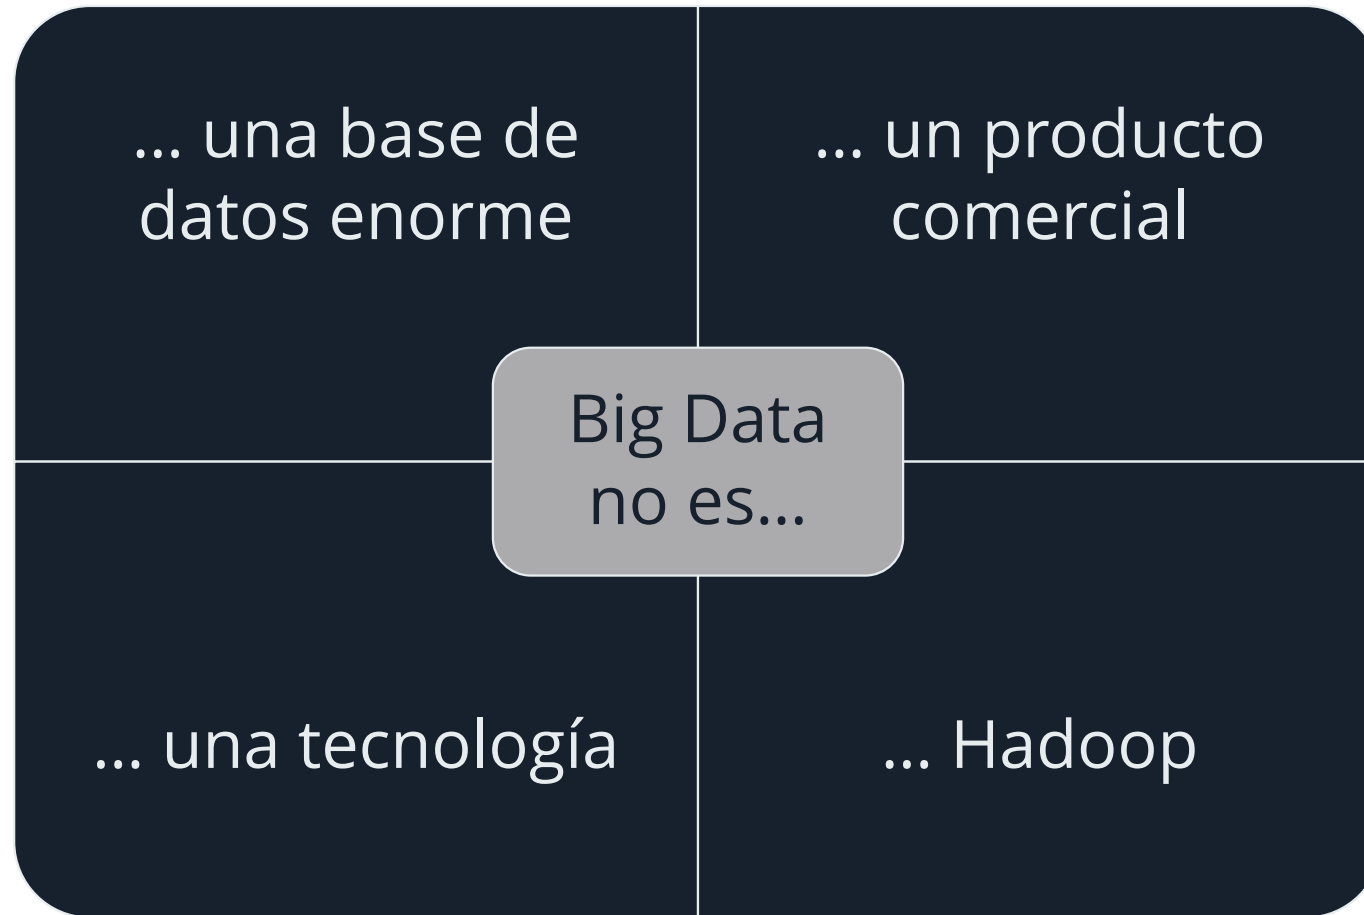 ... una base de
datos enorme
... un producto
comercial
Big Data
no es...
... una tecnología
... Hadoop